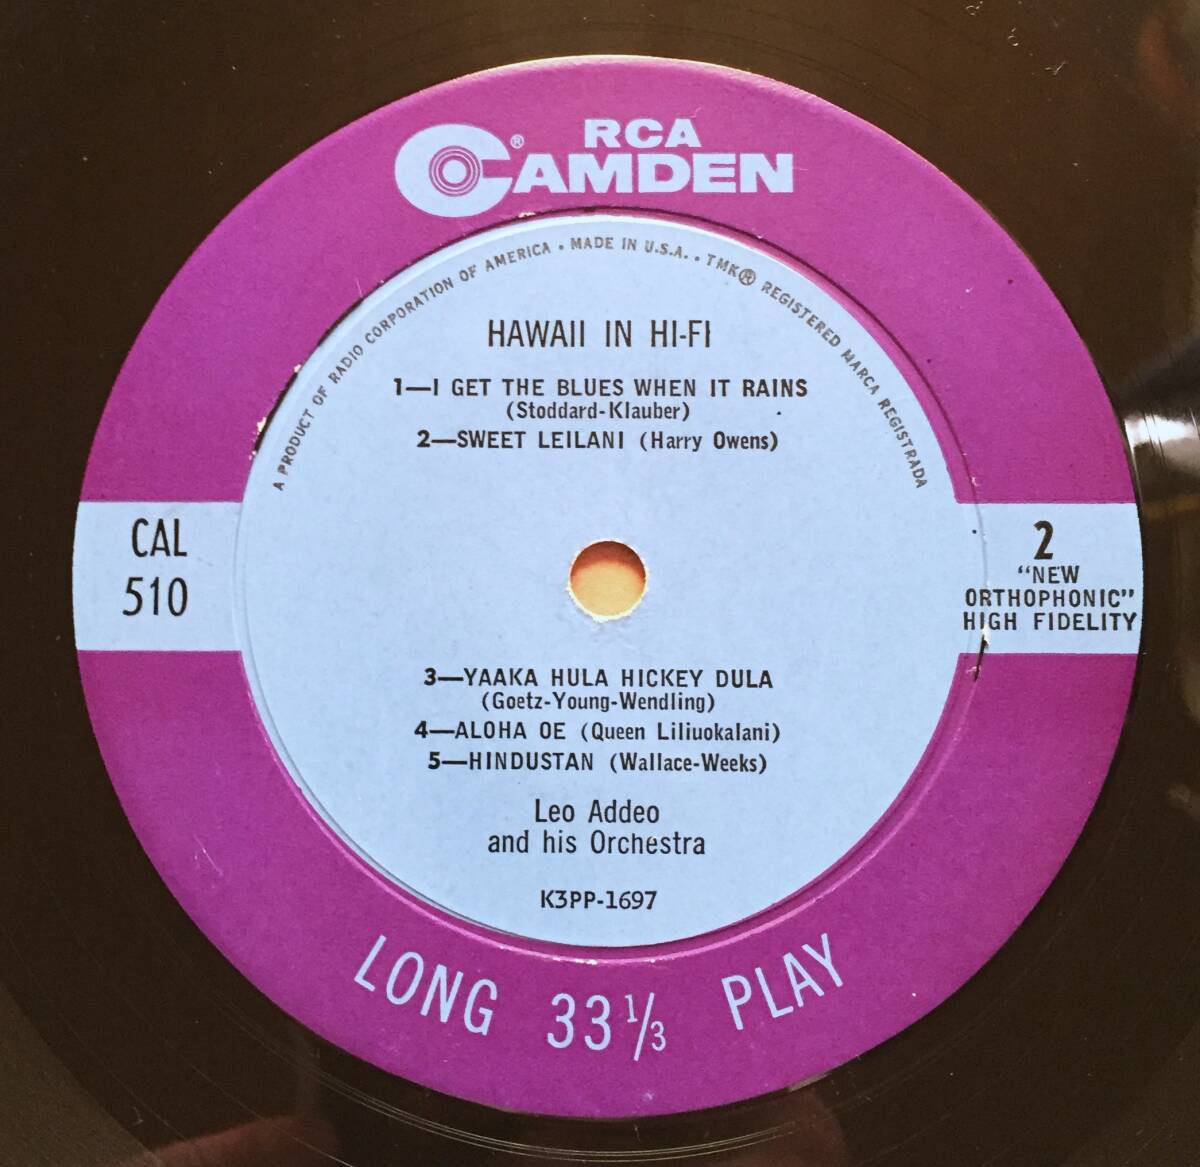 RCA
CAMDEN®
A PRODUCT OF RADIO CORPORATION OF AMERICA • MADE IN U.S.A. • TMK® REGISTERED MARCA REGISTRADA
HAWAII IN HI-FI
1—I GET THE BLUES WHEN IT RAINS
(Stoddard-Klauber)
2—SWEET LEILANI (Harry Owens)
CAL
510
2
“NEW
ORTHOPHONIC”
HIGH FIDELITY
3—YAAKA HULA HICKEY DULA
(Goetz-Young-Wendling)
4—ALOHA OE (Queen Liliuokalani)
5—HINDUSTAN (Wallace-Weeks)
Leo Addeo
and his Orchestra
K3PP-1697
LONG 33 1/3 PLAY